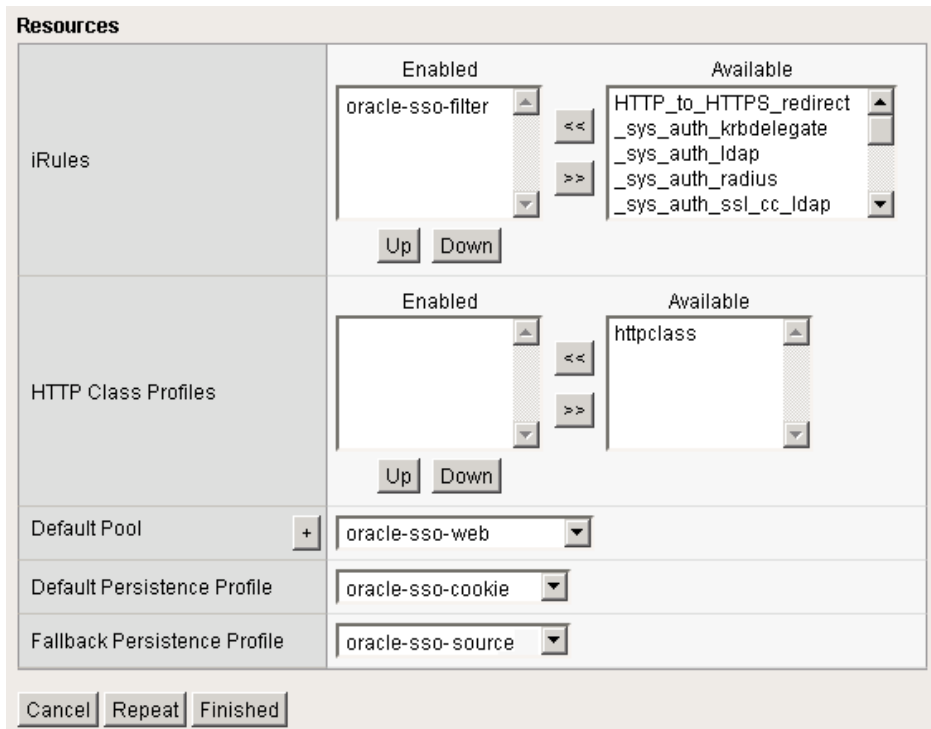 Resources
iRules
Enabled
Available
oracle-sso-filter
<<
>>
HTTP_to_HTTPS_redirect
_sys_auth_krbdelegate
_sys_auth_ldap
_sys_auth_radius
_sys_auth_ssl_cc_ldap
Up Down
HTTP Class Profiles
Enabled
Available
<<
>>
httpclass
Up Down
Default Pool + oracle-sso-web
Default Persistence Profile oracle-sso-cookie
Fallback Persistence Profile oracle-sso-source
Cancel Repeat Finished